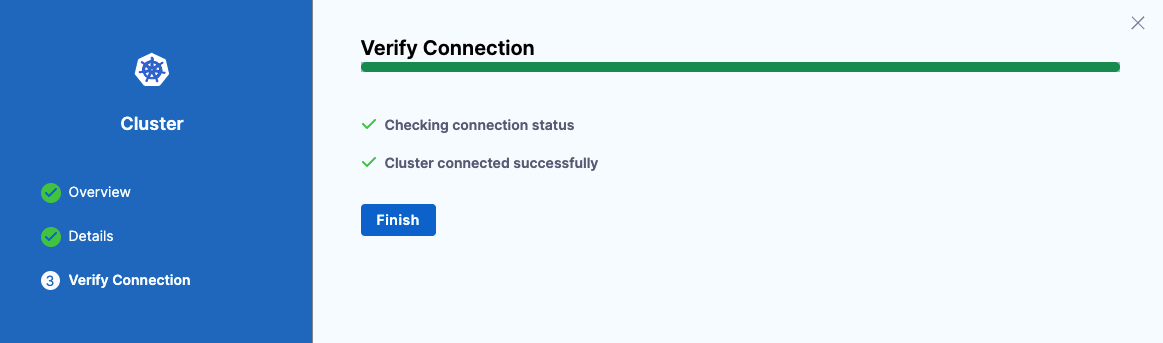 Cluster
Overview
Details
3 Verify Connection
Verify Connection
Checking connection status
Cluster connected successfully
Finish